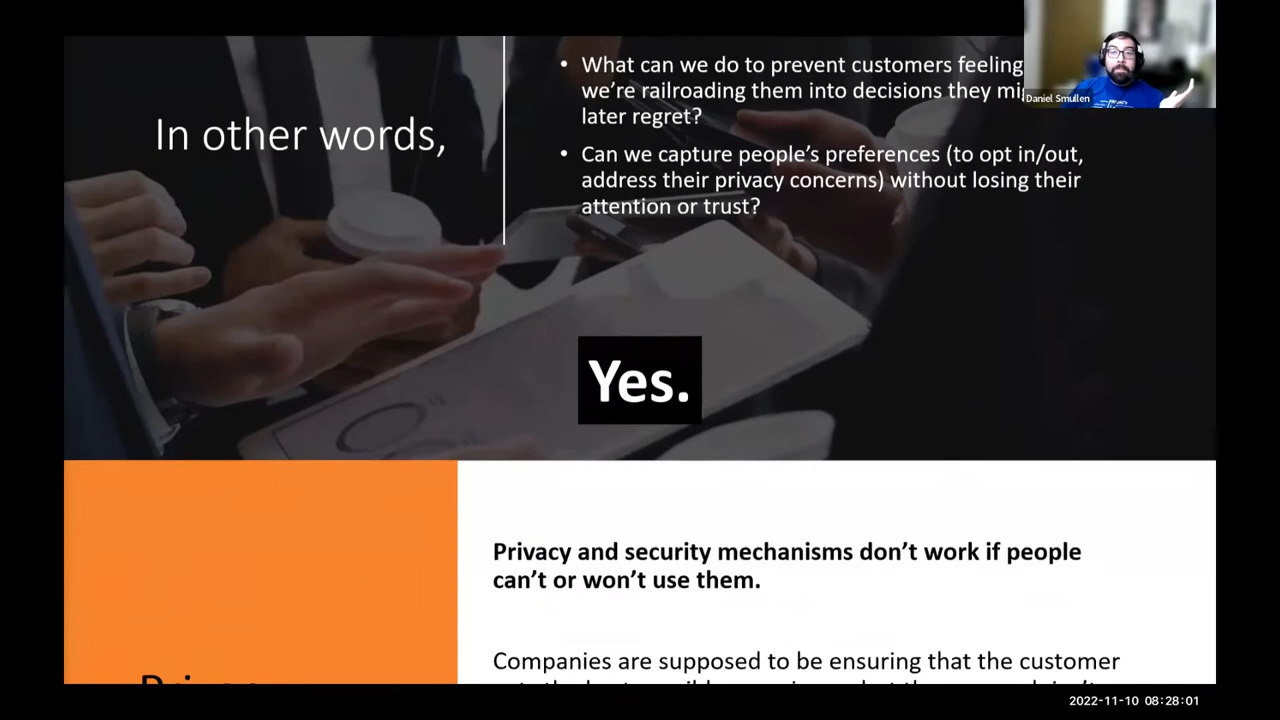 In other words,
• What can we do to prevent customers feeling
we're railroading them into decisions they
later regret?
• Can we capture people's preferences (to opt in/out,
address their privacy concerns) without losing their
attention or trust?
Daniel Smullen
Yes.
Privacy and security mechanisms don't work if people
can't or won't use them.
Companies are supposed to be ensuring that the customer
2022-11-10 08:28:01